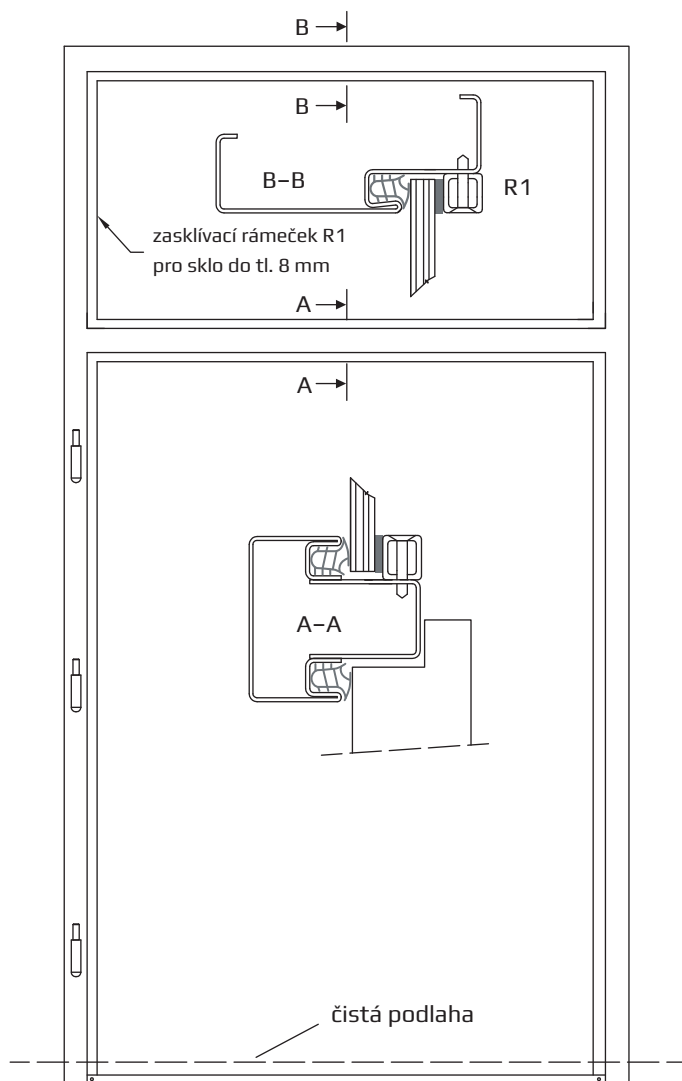 B
B
B–B
R1
zasklívací rámeček R1
pro sklo do tl. 8 mm
A
A
A–A
čistá podlaha